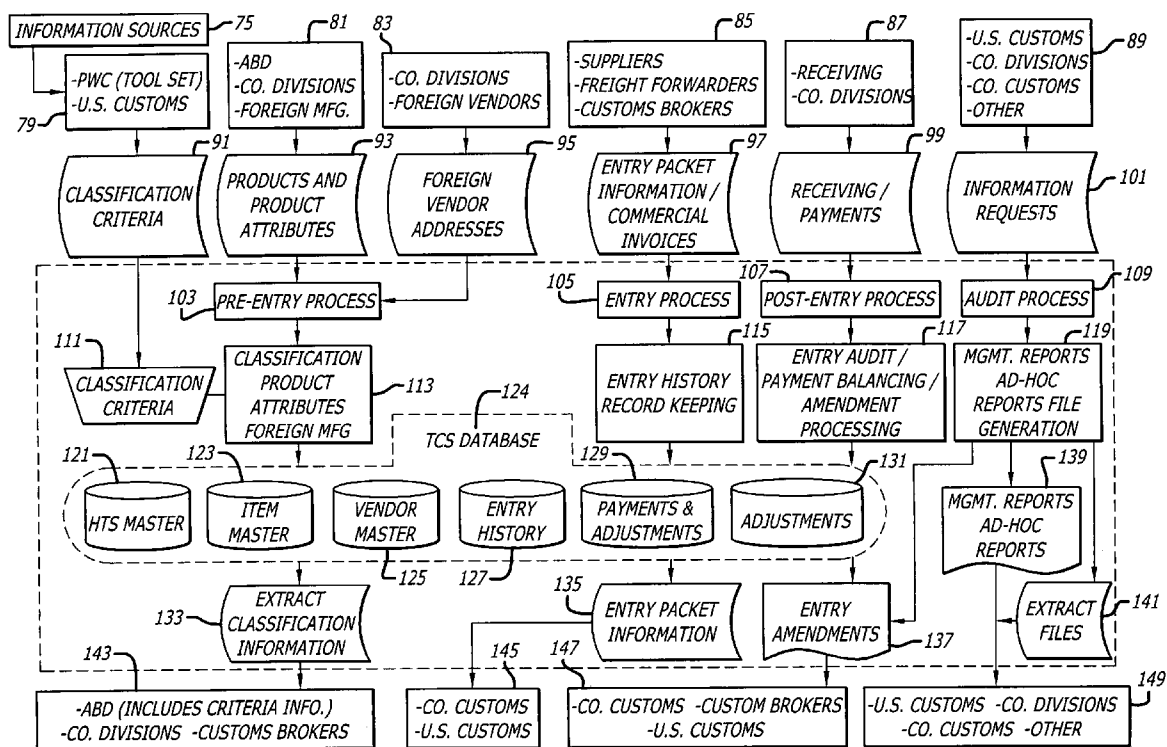 INFORMATION SOURCES
75
81
83
85
87
89
-PWC (TOOL SET)
-U.S. CUSTOMS
79
-ABD
-CO. DIVISIONS
-FOREIGN MFG.
-CO. DIVISIONS
-FOREIGN VENDORS
-SUPPLIERS
-FREIGHT FORWARDERS
-CUSTOMS BROKERS
-RECEIVING
-CO. DIVISIONS
-U.S. CUSTOMS
-CO. DIVISIONS
-CO. CUSTOMS
-OTHER
91
CLASSIFICATION
CRITERIA
93
PRODUCTS AND
PRODUCT
ATTRIBUTES
95
FOREIGN
VENDOR
ADDRESSES
97
ENTRY PACKET
INFORMATION /
COMMERCIAL
INVOICES
99
RECEIVING /
PAYMENTS
101
INFORMATION
REQUESTS
103
PRE-ENTRY PROCESS
105
ENTRY PROCESS
107
POST-ENTRY PROCESS
109
AUDIT PROCESS
111
CLASSIFICATION
CRITERIA
113
CLASSIFICATION
PRODUCT
ATTRIBUTES
FOREIGN MFG
115
ENTRY HISTORY
RECORD KEEPING
117
ENTRY AUDIT /
PAYMENT BALANCING /
AMENDMENT
PROCESSING
119
MGMT. REPORTS
AD-HOC
REPORTS FILE
GENERATION
124
TCS DATABASE
121
HTS MASTER
123
ITEM
MASTER
VENDOR
MASTER
125
ENTRY
HISTORY
127
129
PAYMENTS &
ADJUSTMENTS
131
ADJUSTMENTS
139
MGMT. REPORTS
AD-HOC
REPORTS
133
EXTRACT
CLASSIFICATION
INFORMATION
135
ENTRY PACKET
INFORMATION
ENTRY
AMENDMENTS
137
EXTRACT
FILES
141
143
-ABD (INCLUDES CRITERIA INFO.)
-CO. DIVISIONS -CUSTOMS BROKERS
145
-CO. CUSTOMS
-U.S. CUSTOMS
147
-CO. CUSTOMS -CUSTOM BROKERS
-U.S. CUSTOMS
149
-U.S. CUSTOMS -CO. DIVISIONS
-CO. CUSTOMS -OTHER